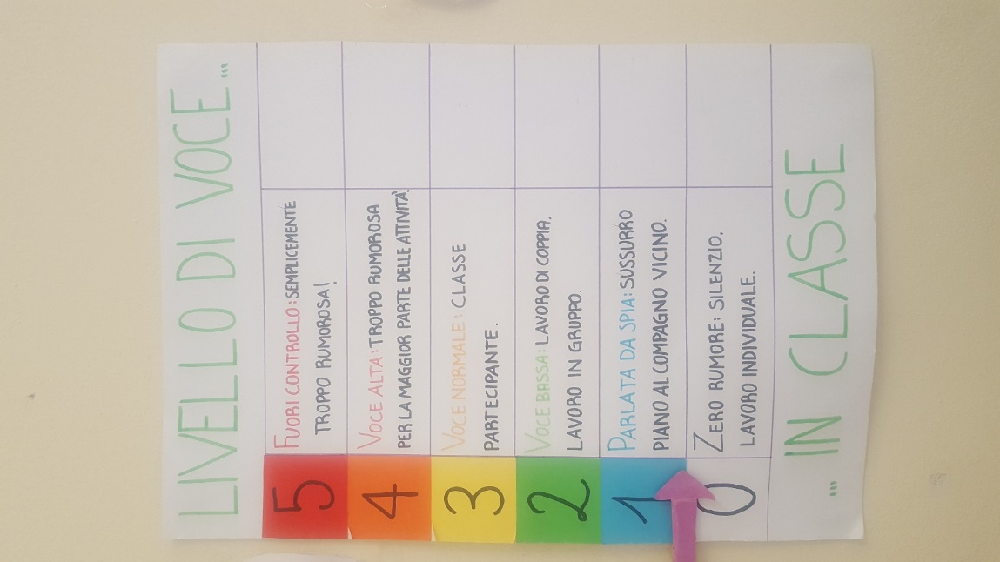 LIVELLO DI VOCE...
5
FUORI CONTROLLO: SEMPLICEMENTE
TROPPO RUMOROSA!
4
VOCE ALTA: TROPPO RUMOROSA
PER LA MAGGIOR PARTE DELLE ATTIVITÀ.
3
VOCE NORMALE: CLASSE
PARTECIPANTE.
2
VOCE BASSA: LAVORO DI COPPIA.
LAVORO IN GRUPPO.
1
PARLATA DA SPIA: SUSSURRO
PIANO AL COMPAGNO VICINO.
0
ZERO RUMORE: SILENZIO.
LAVORO INDIVIDUALE.
... IN CLASSE